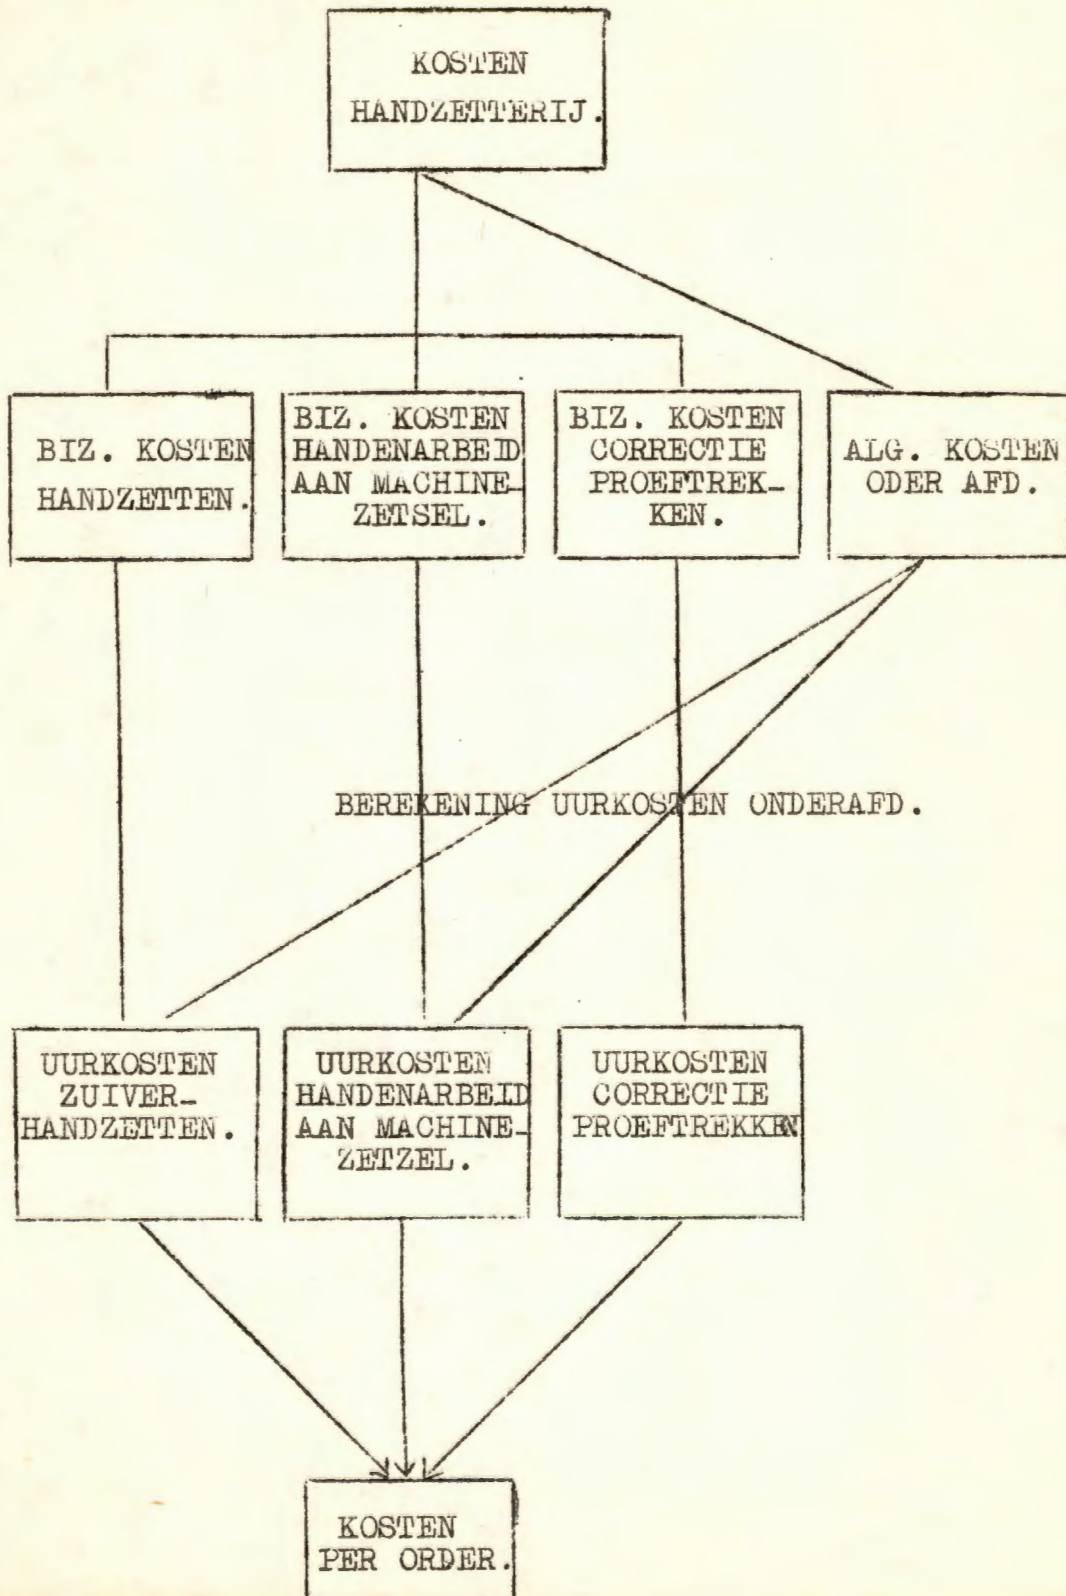 KOSTEN
HANDZETTERIJ.
BIZ. KOSTEN
HANDZETTEN.
BIZ. KOSTEN
HANDENARBEID
AAN MACHINE-
ZETSEL.
BIZ. KOSTEN
CORRECTIE
PROEFTREK-
KEN.
ALG. KOSTEN
ODER AFD.
BEREKENING UURKOSTEN ONDERAFD.
UURKOSTEN
ZUIVER-
HANDZETTEN.
UURKOSTEN
HANDENARBEID
AAN MACHINE-
ZETZEL.
UURKOSTEN
CORRECTIE
PROEFTREKKEN
KOSTEN
PER ORDER.